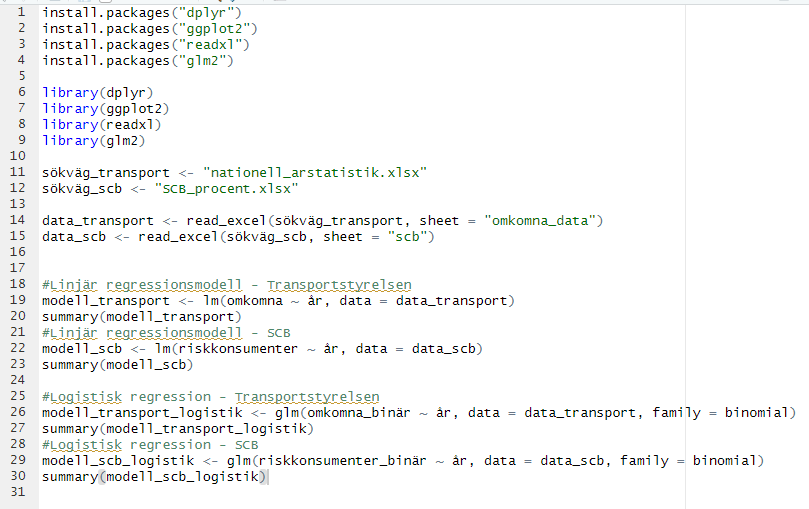 1 install.packages("dplyr")
2 install.packages("ggplot2")
3 install.packages("readxl")
4 install.packages("glm2")
5
6 library(dplyr)
7 library(ggplot2)
8 library(readxl)
9 library(glm2)
10
11 sökväg_transport <- "nationell_arstatistik.xlsx"
12 sökväg_scb <- "SCB_procent.xlsx"
13
14 data_transport <- read_excel(sökväg_transport, sheet = "omkomna_data")
15 data_scb <- read_excel(sökväg_scb, sheet = "scb")
16
17
18 #Linjär regressionsmodell - Transportstyrelsen
19 modell_transport <- lm(omkomna ~ år, data = data_transport)
20 summary(modell_transport)
21 #Linjär regressionsmodell - SCB
22 modell_scb <- lm(riskkonsumenter ~ år, data = data_scb)
23 summary(modell_scb)
24
25 #Logistisk regression - Transportstyrelsen
26 modell_transport_logistik <- glm(omkomna_binär ~ år, data = data_transport, family = binomial)
27 summary(modell_transport_logistik)
28 #Logistisk regression - SCB
29 modell_scb_logistik <- glm(riskkonsumenter_binär ~ år, data = data_scb, family = binomial)
30 summary(modell_scb_logistik)
31